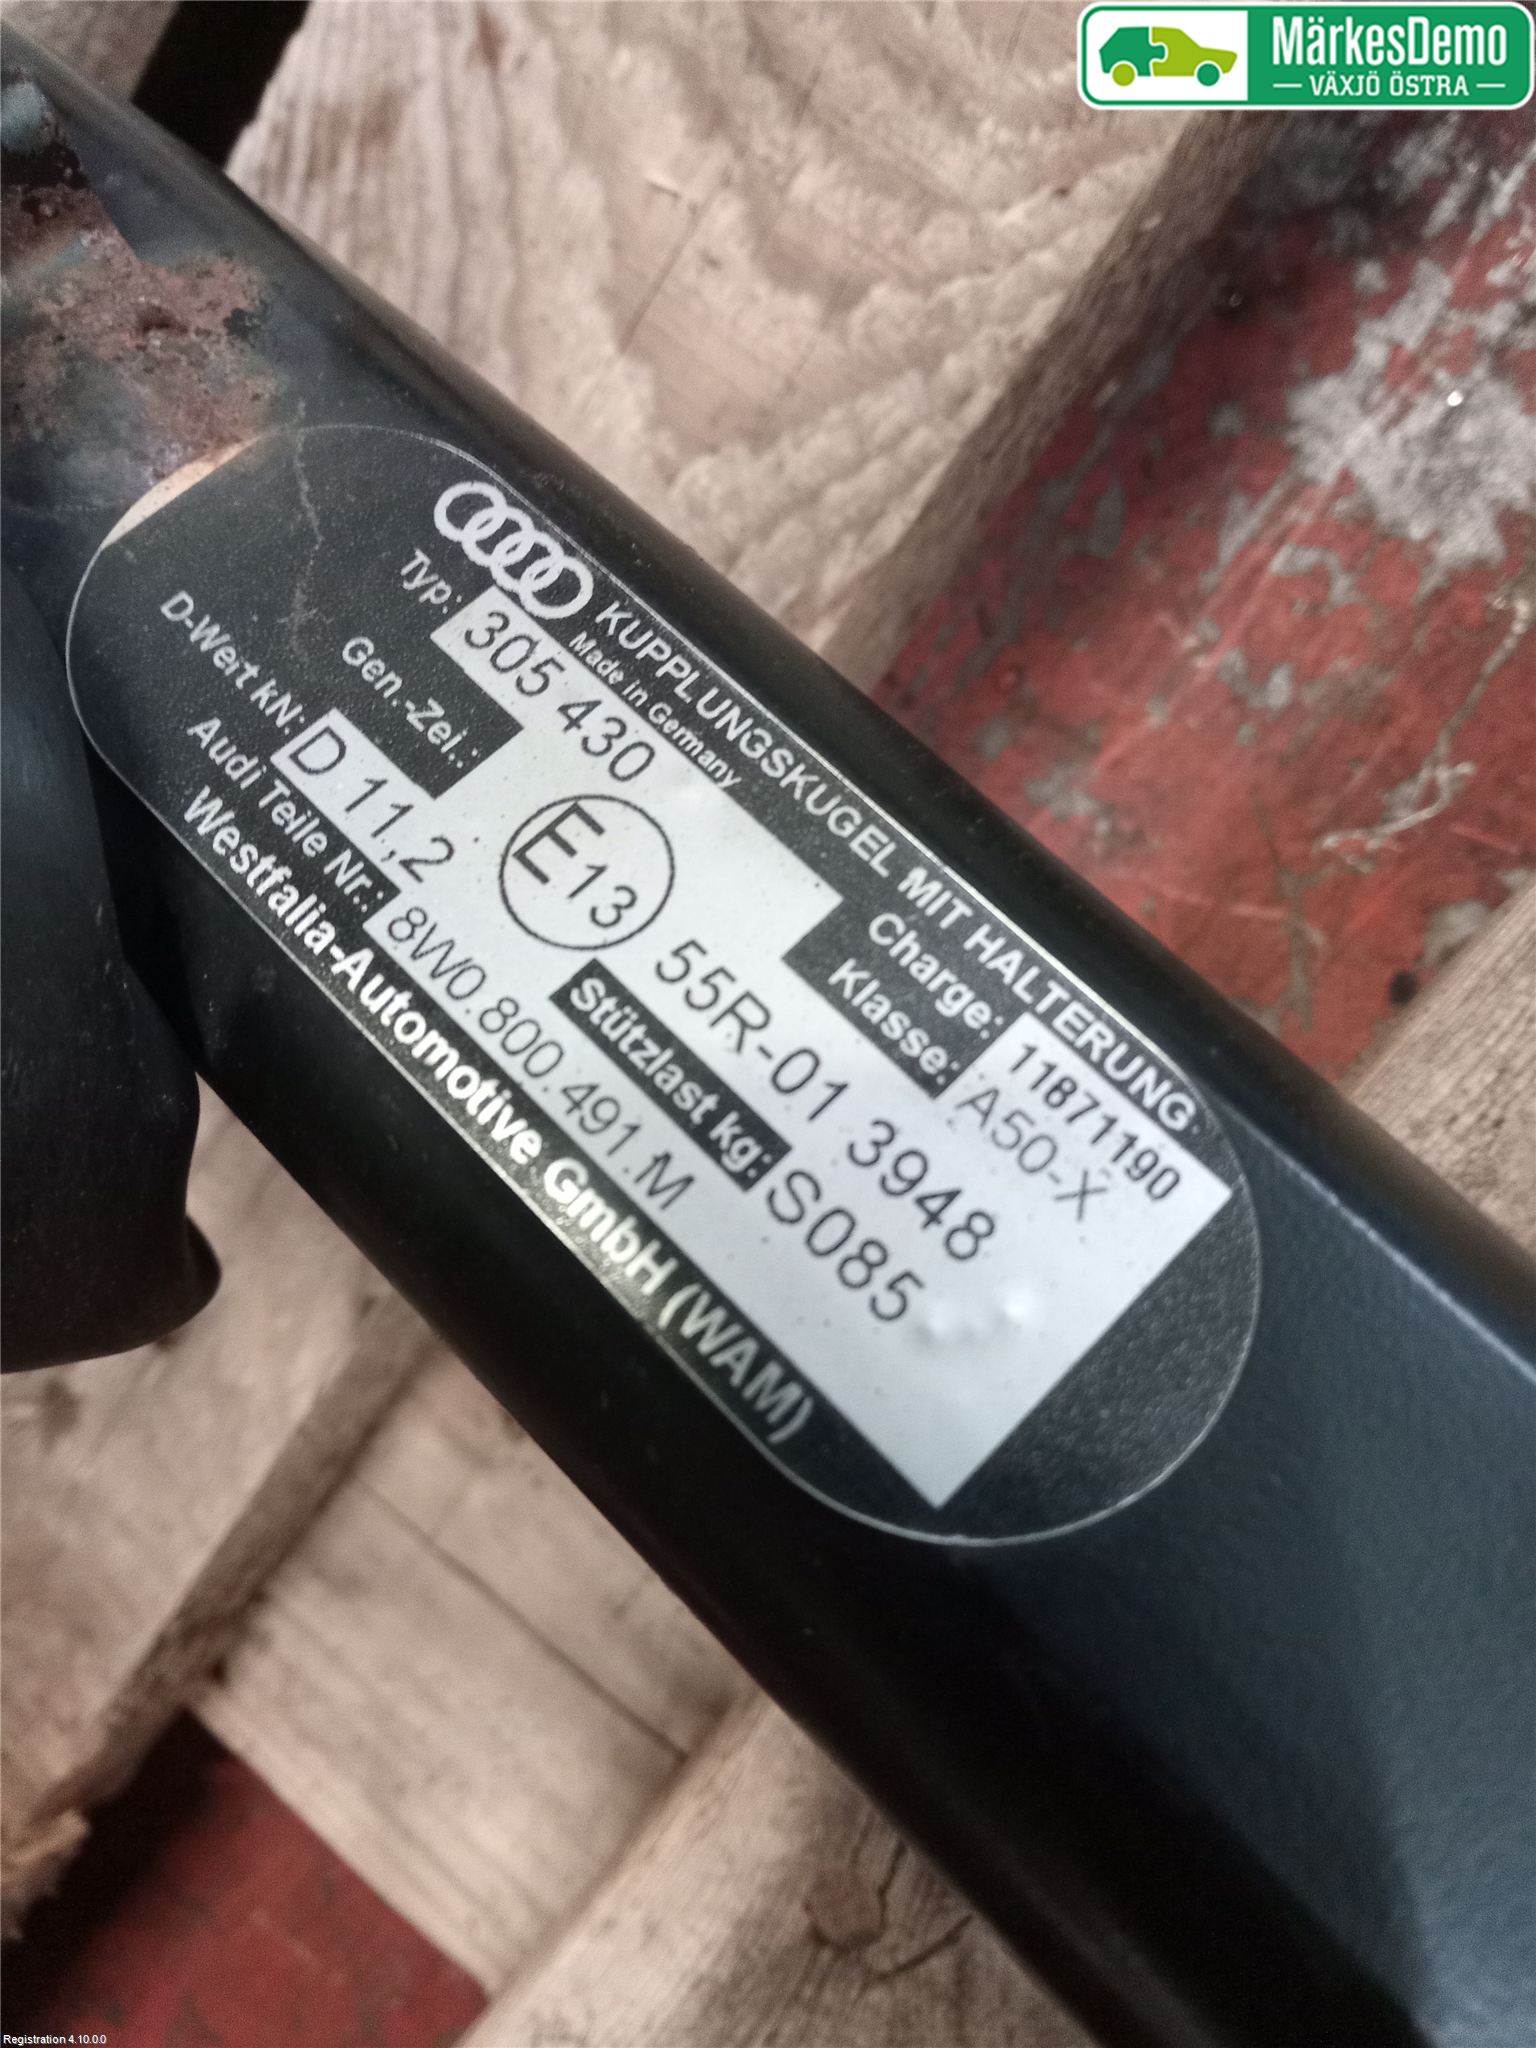 MärkesDemo
VÄXJÖ ÖSTRA
KUPPLUNGSKUGEL MIT HALTERUNG
Made in Germany
Typ: 305 430
Charge: 11871190
Gen.-Zei.: E13 55R-01 3948
Klasse: A50-X
D-Wert kN: D 11,2
Stützlast kg: S085
Audi Teile Nr.: 8W0.800.491.M
Westfalia-Automotive GmbH (WAM)
Registration 4.10.0.0